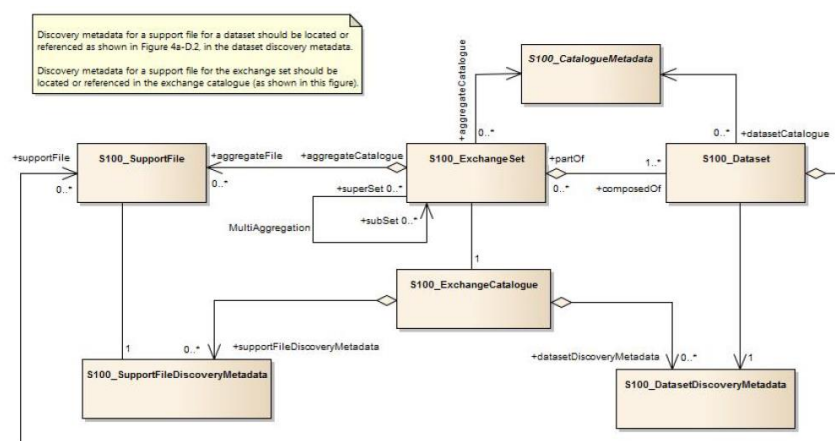 Discovery metadata for a support file for a dataset should be located or
referenced as shown in Figure 4a-D.2, in the dataset discovery metadata.
Discovery metadata for a support file for the exchange set should be
located or referenced in the exchange catalogue (as shown in this figure).
S100_CatalogueMetadata
+aggregateCatalogue
0..*
0..*
+datasetCatalogue
+supportFile
0..*
S100_SupportFile
+aggregateFile
0..*
+aggregateCatalogue
S100_ExchangeSet
+partOf
0..*
1..*
+composedOf
S100_Dataset
+superSet 0..*
+subSet 0..*
MultiAggregation
1
S100_ExchangeCatalogue
0..*
+supportFileDiscoveryMetadata
+datasetDiscoveryMetadata
0..*
1
1
S100_SupportFileDiscoveryMetadata
S100_DatasetDiscoveryMetadata